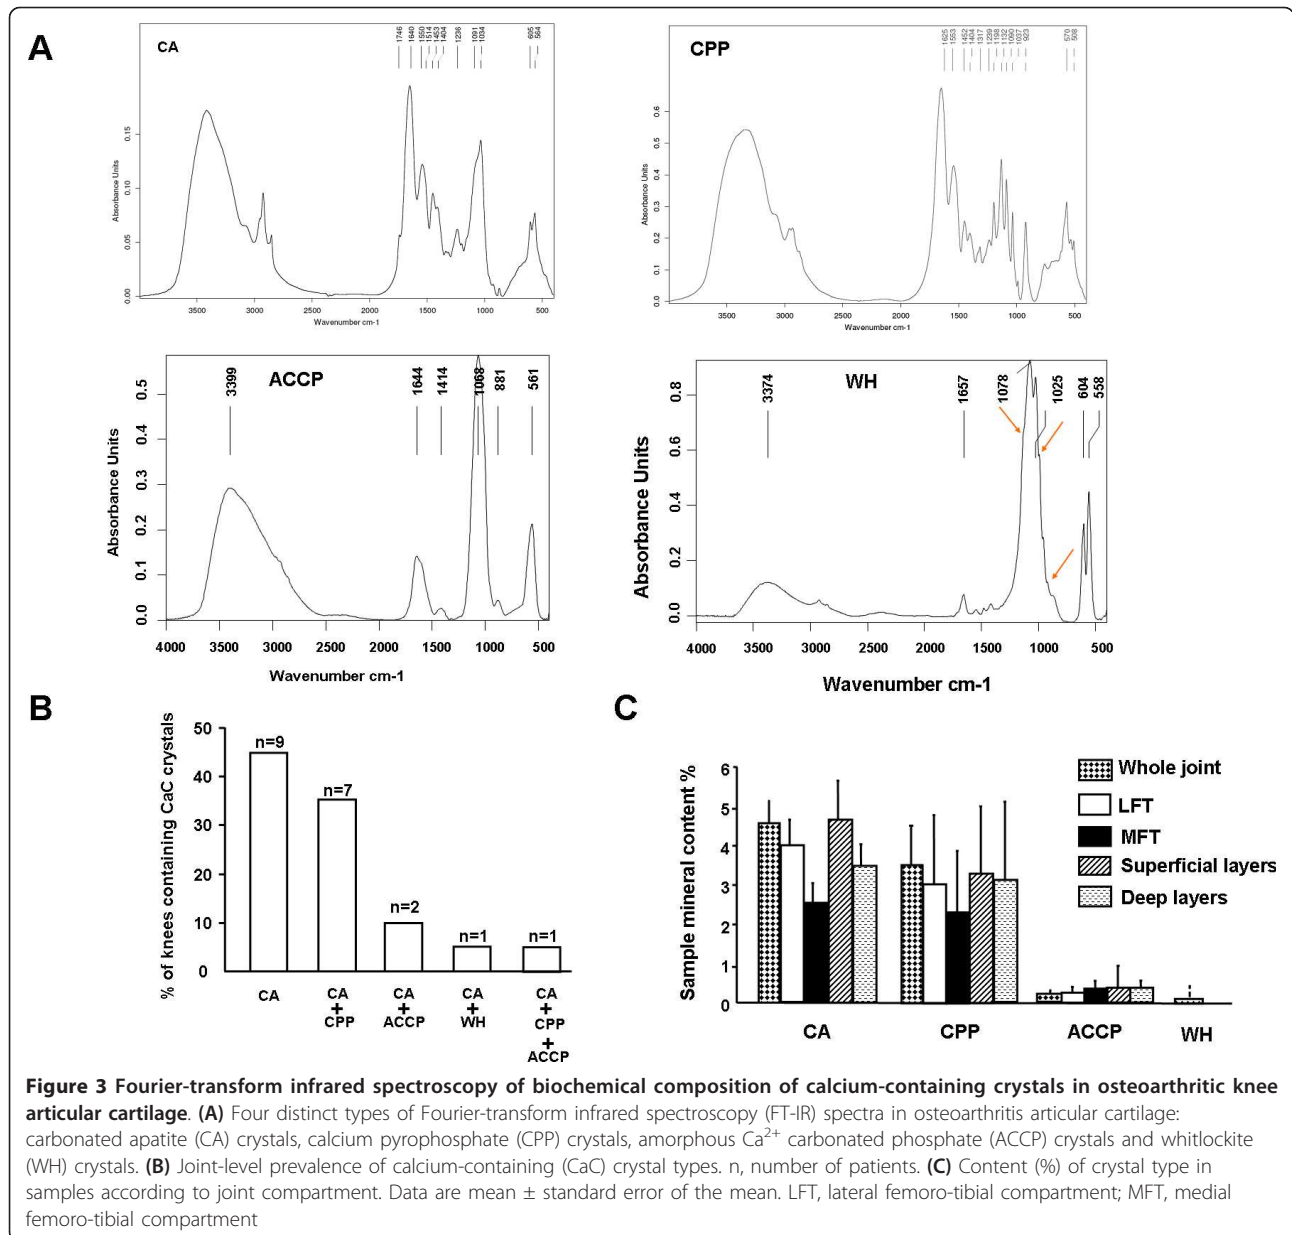 A
CA
1746 1640 1550 1514 1453 1404 1236 1091 1034 605 564
Absorbance Units
0.15
0.10
0.05
0.00
3500 3000 2500 2000 1500 1000 500
Wavenumber cm-1
CPP
1625 1553 1452 1404 1317 1239 1198 1132 1090 1037 923 570 508
Absorbance Units
0.6
0.5
0.4
0.3
0.2
0.1
0.0
3500 3000 2500 2000 1500 1000 500
Wavenumber cm-1
ACCP
3399 1644 1414 1068 881 561
Absorbance Units
0.5
0.4
0.3
0.2
0.1
0.0
4000 3500 3000 2500 2000 1500 1000 500
Wavenumber cm-1
WH
3374 1657 1078 1025 604 558
Absorbance Units
0.8
0.6
0.4
0.2
0.0
4000 3500 3000 2500 2000 1500 1000 500
Wavenumber cm-1
B
% of knees containing CaC crystals
50
40
30
20
10
0
n=9
n=7
n=2
n=1
n=1
CA
CA + CPP
CA + ACCP
CA + WH
CA + CPP + ACCP
C
Sample mineral content %
6
5
4
3
2
1
0
CA CPP ACCP WH
Whole joint
LFT
MFT
Superficial layers
Deep layers
Figure 3 Fourier-transform infrared spectroscopy of biochemical composition of calcium-containing crystals in osteoarthritic knee
articular cartilage. (A) Four distinct types of Fourier-transform infrared spectroscopy (FT-IR) spectra in osteoarthritis articular cartilage:
carbonated apatite (CA) crystals, calcium pyrophosphate (CPP) crystals, amorphous Ca2+ carbonated phosphate (ACCP) crystals and whitlockite
(WH) crystals. (B) Joint-level prevalence of calcium-containing (CaC) crystal types. n, number of patients. (C) Content (%) of crystal type in
samples according to joint compartment. Data are mean ± standard error of the mean. LFT, lateral femoro-tibial compartment; MFT, medial
femoro-tibial compartment